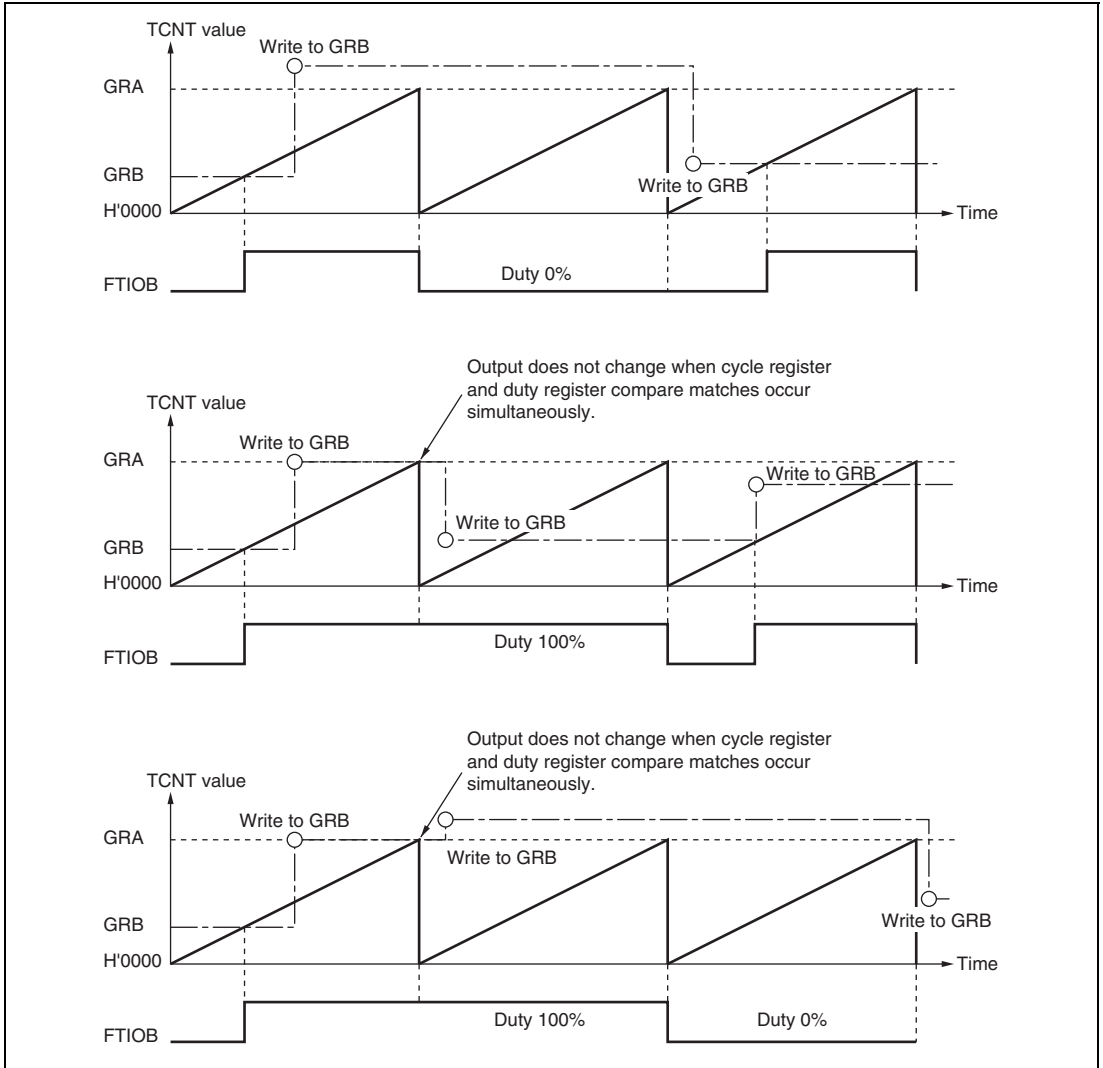 TCNT value
Write to GRB
GRA
GRB
Write to GRB
H'0000
Time
Duty 0%
FTIOB
Output does not change when cycle register
and duty register compare matches occur
simultaneously.
TCNT value
Write to GRB
GRA
Write to GRB
Write to GRB
GRB
H'0000
Time
Duty 100%
FTIOB
Output does not change when cycle register
and duty register compare matches occur
simultaneously.
TCNT value
Write to GRB
GRA
Write to GRB
GRB
Write to GRB
H'0000
Time
Duty 100%
Duty 0%
FTIOB